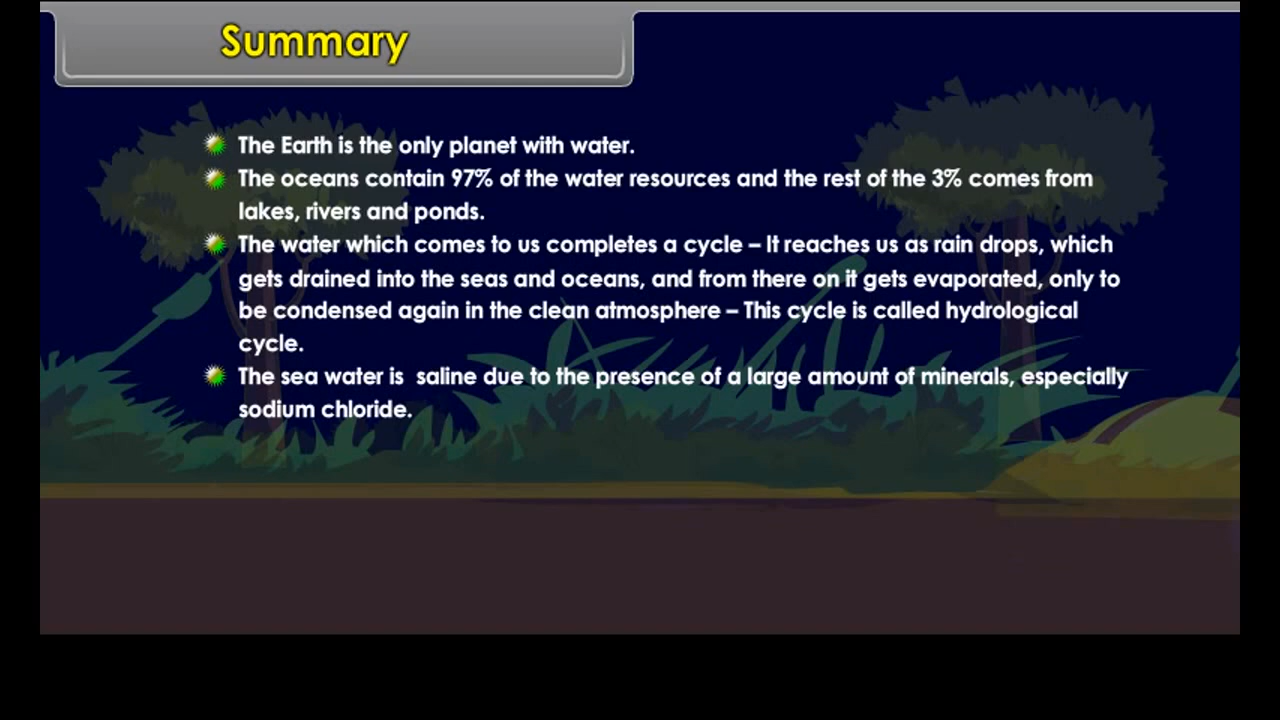 Summary
The Earth is the only planet with water.
The oceans contain 97% of the water resources and the rest of the 3% comes from
lakes, rivers and ponds.
The water which comes to us completes a cycle – It reaches us as rain drops, which
gets drained into the seas and oceans, and from there on it gets evaporated, only to
be condensed again in the clean atmosphere – This cycle is called hydrological
cycle.
The sea water is  saline due to the presence of a large amount of minerals, especially
sodium chloride.